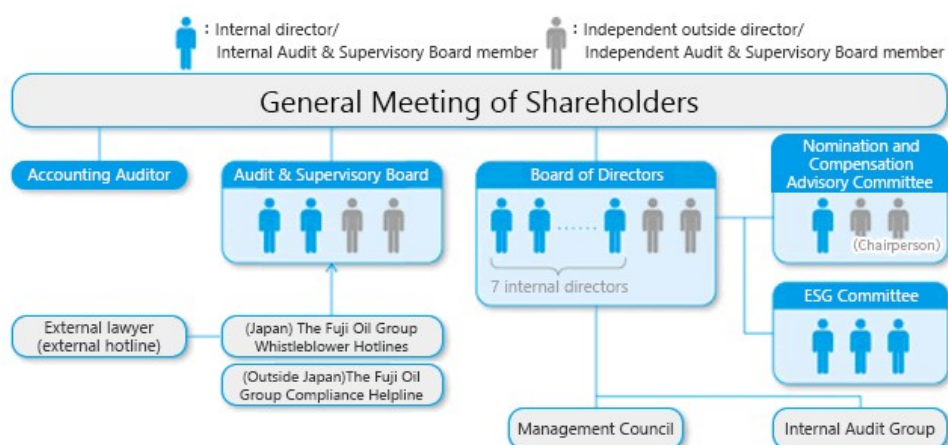 : Internal director/
Internal Audit & Supervisory Board member
: Independent outside director/
Independent Audit & Supervisory Board member
General Meeting of Shareholders
Accounting Auditor
Audit & Supervisory Board
Board of Directors
7 internal directors
Nomination and
Compensation
Advisory Committee
(Chairperson)
ESG Committee
External lawyer
(external hotline)
(Japan) The Fuji Oil Group
Whistleblower Hotlines
(Outside Japan)The Fuji Oil
Group Compliance Helpline
Management Council
Internal Audit Group